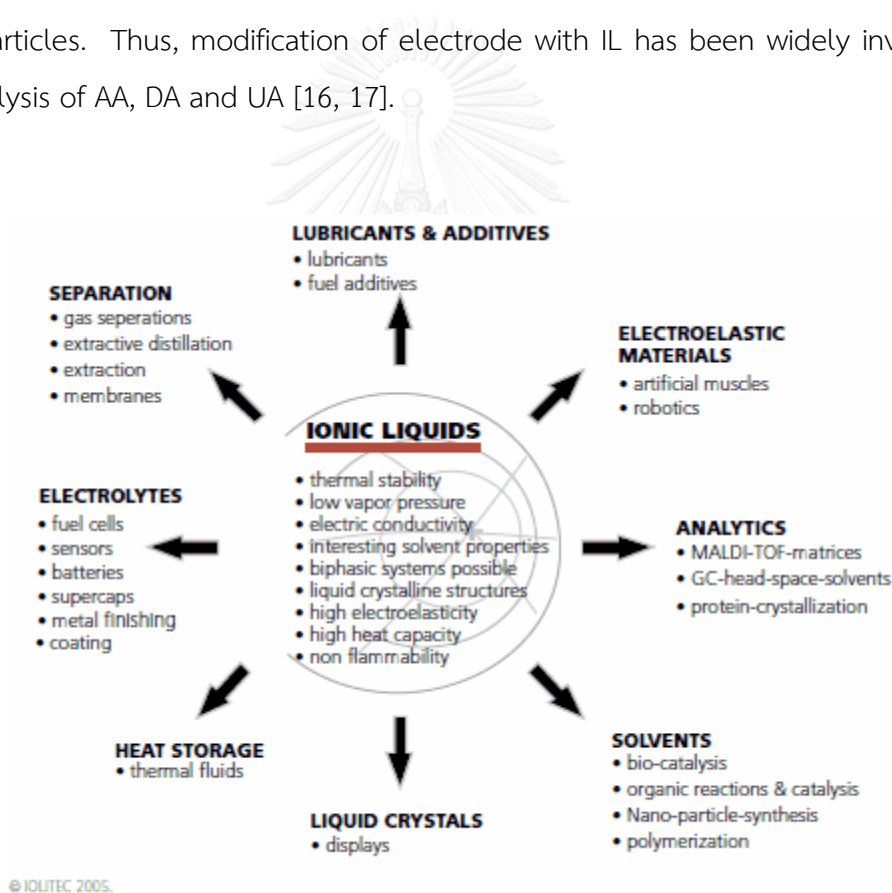 articles. Thus, modification of electrode with IL has been widely inv
lysis of AA, DA and UA [16, 17].
LUBRICANTS & ADDITIVES
• lubricants
• fuel additives
SEPARATION
• gas seperations
• extractive distillation
• extraction
• membranes
ELECTROELASTIC
MATERIALS
• artificial muscles
• robotics
IONIC LIQUIDS
• thermal stability
• low vapor pressure
• electric conductivity
• interesting solvent properties
• biphasic systems possible
• liquid crystalline structures
• high electroelasticity
• high heat capacity
• non flammability
ELECTROLYTES
• fuel cells
• sensors
• batteries
• supercaps
• metal finishing
• coating
ANALYTICS
• MALDI-TOF-matrices
• GC-head-space-solvents
• protein-crystallization
HEAT STORAGE
• thermal fluids
LIQUID CRYSTALS
• displays
SOLVENTS
• bio-catalysis
• organic reactions & catalysis
• Nano-particle-synthesis
• polymerization
© IOLITEC 2005.